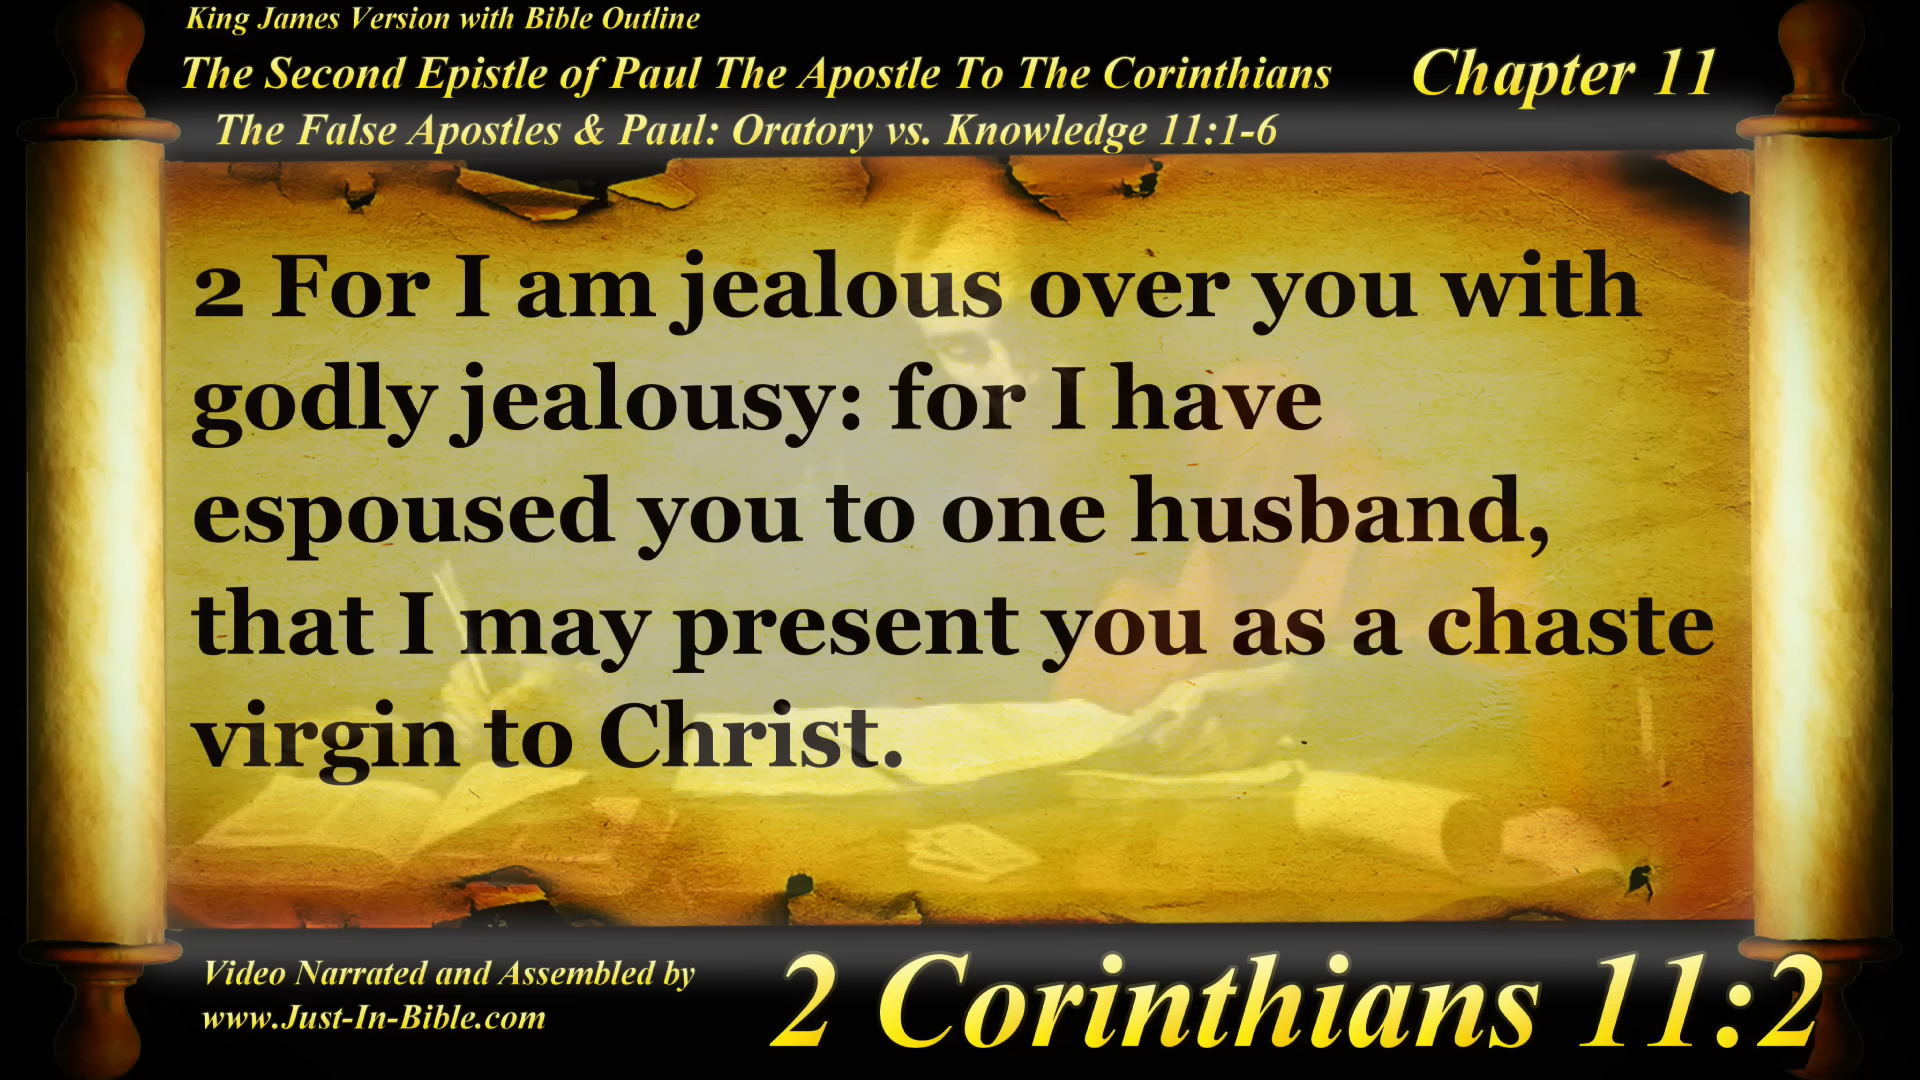 King James Version with Bible Outline
The Second Epistle of Paul The Apostle To The Corinthians
Chapter 11
The False Apostles & Paul: Oratory vs. Knowledge 11:1-6
2 For I am jealous over you with
godly jealousy: for I have
espoused you to one husband,
that I may present you as a chaste
virgin to Christ.
Video Narrated and Assembled by
www.Just-In-Bible.com
2 Corinthians 11:2